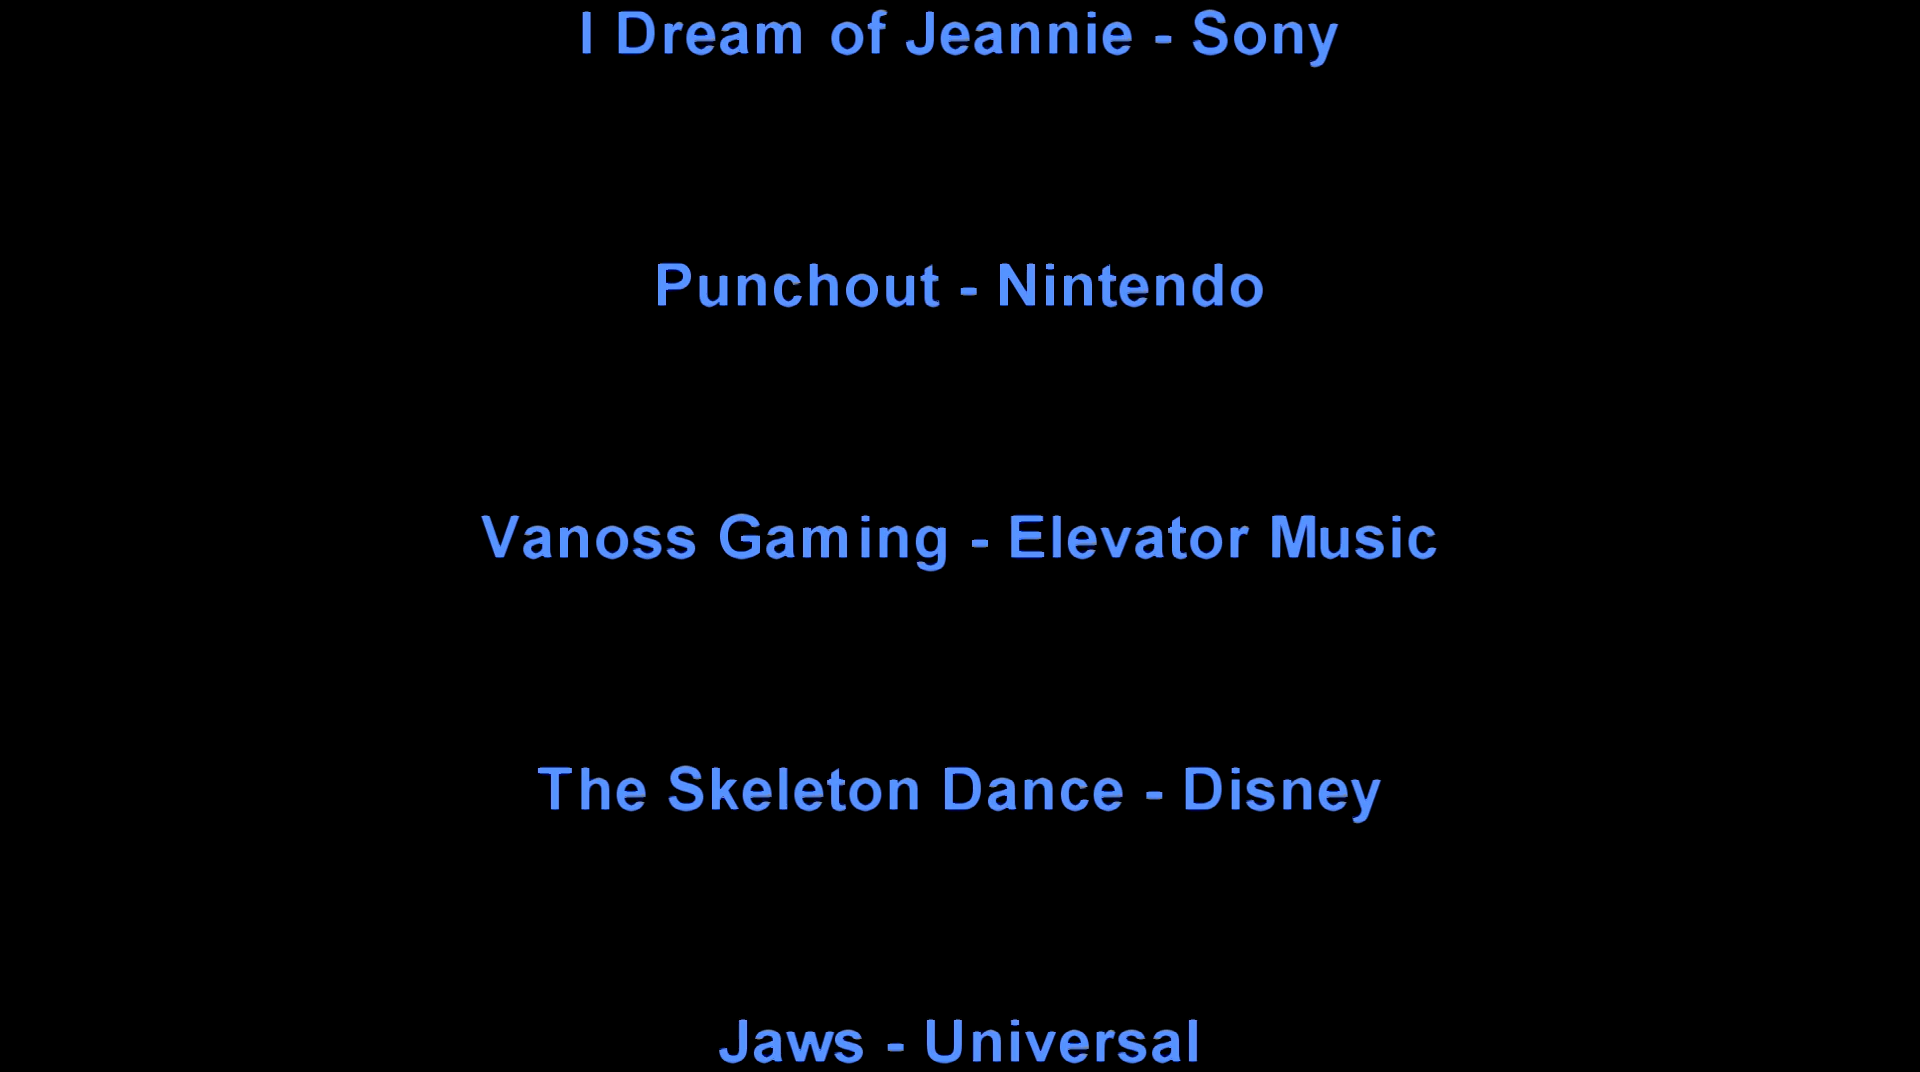 I Dream of Jeannie - Sony
Punchout - Nintendo
Vanoss Gaming - Elevator Music
The Skeleton Dance - Disney
Jaws - Universal